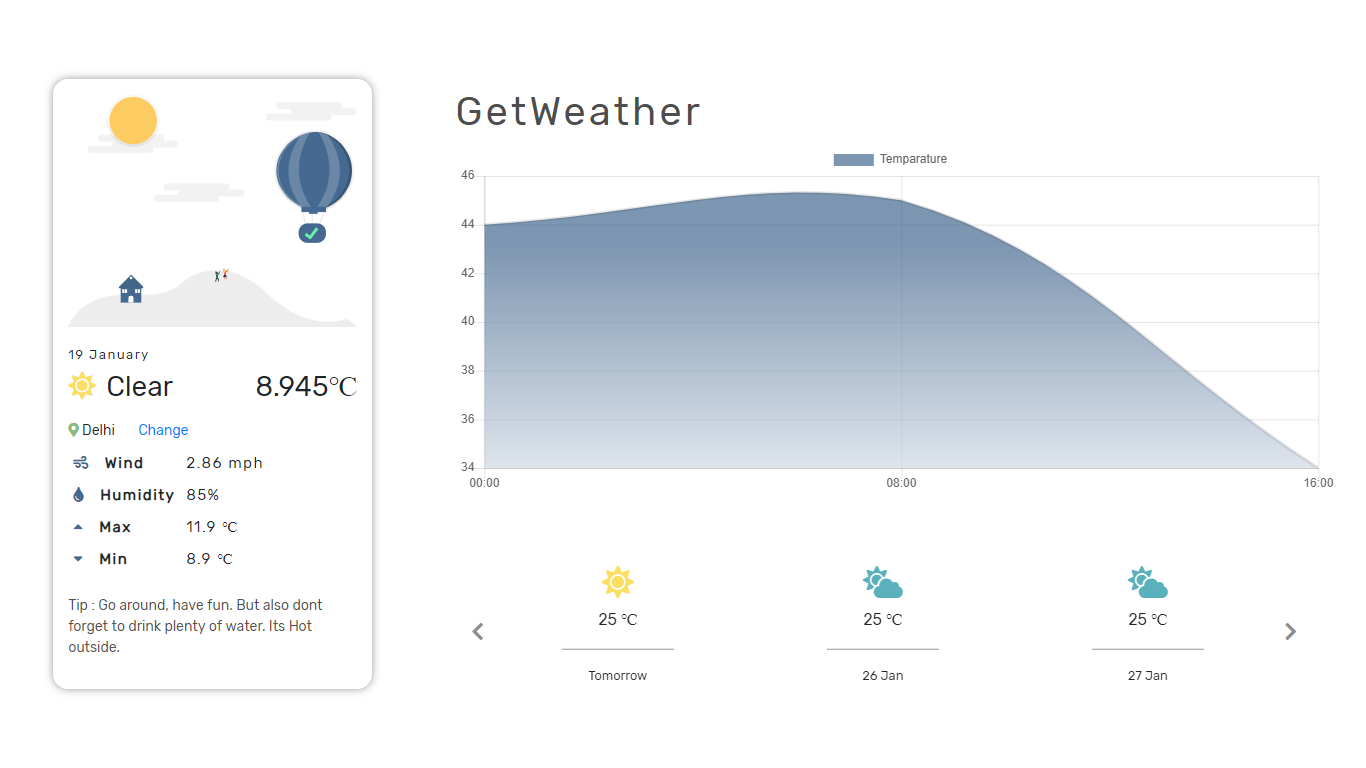 19 January
Clear 8.945℃
Delhi Change
Wind 2.86 mph
Humidity 85%
Max 11.9 ℃
Min 8.9 ℃
Tip : Go around, have fun. But also dont
forget to drink plenty of water. Its Hot
outside.
GetWeather
Temparature
46
44
42
40
38
36
34
00:00 08:00 16:00
25 ℃ 25 ℃ 25 ℃
Tomorrow 26 Jan 27 Jan